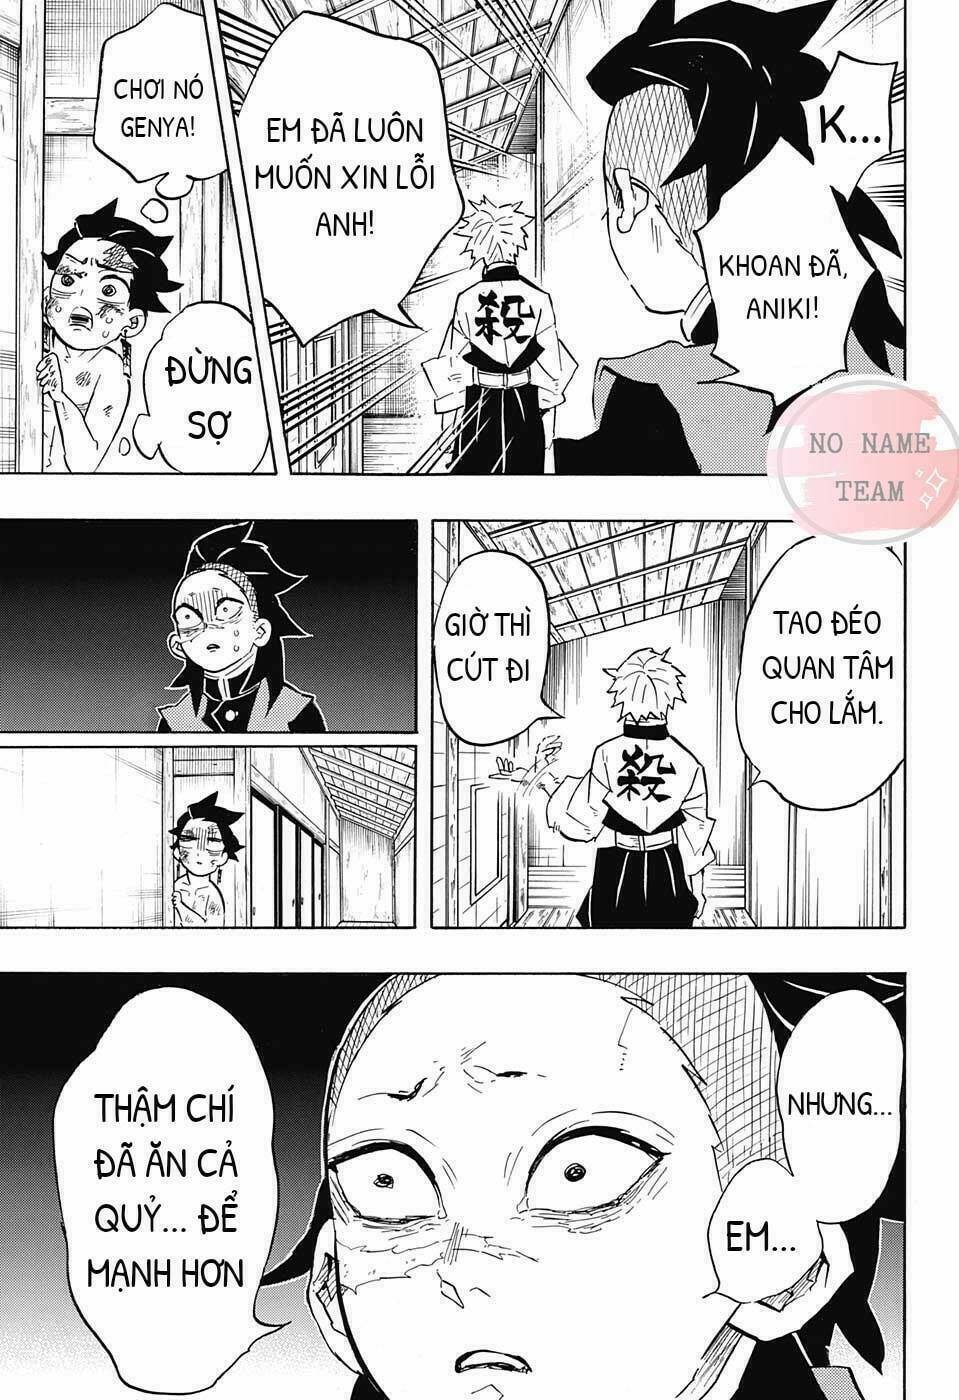 K...
KHOAN ĐÃ,
ANIKI!
EM ĐÃ LUÔN
MUỐN XIN LỖI
ANH!
殺
CHƠI NÓ
GENYA!
ĐỪNG
SỢ
NO NAME
TEAM
TAO ĐÉO
QUAN TÂM
CHO LẮM.
GIỜ THÌ
CÚT ĐI
殺
NHƯNG...
EM...
THẬM CHÍ
ĐÃ ĂN CẢ
QUỶ... ĐỂ
MẠNH HƠN